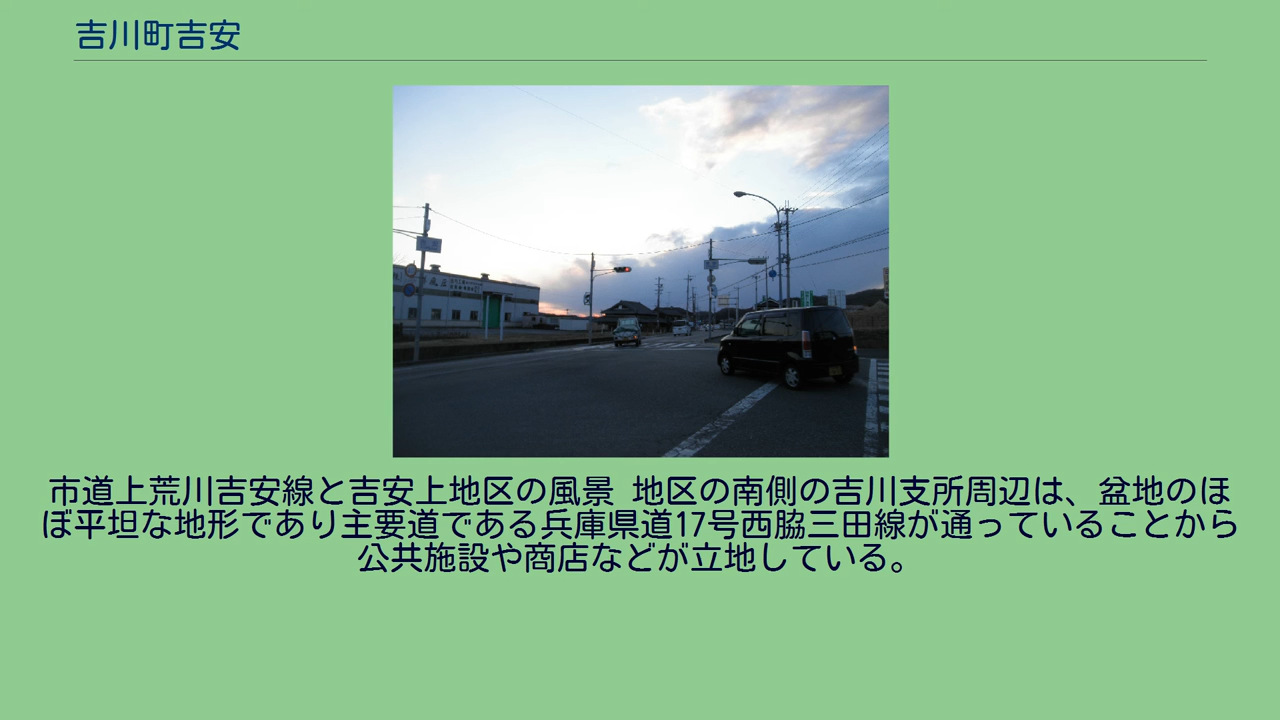 吉川町吉安
市道上荒川吉安線と吉安上地区の風景 地区の南側の吉川支所周辺は、盆地のほ
ぼ平坦な地形であり主要道である兵庫県道17号西脇三田線が通っていることから
公共施設や商店などが立地している。